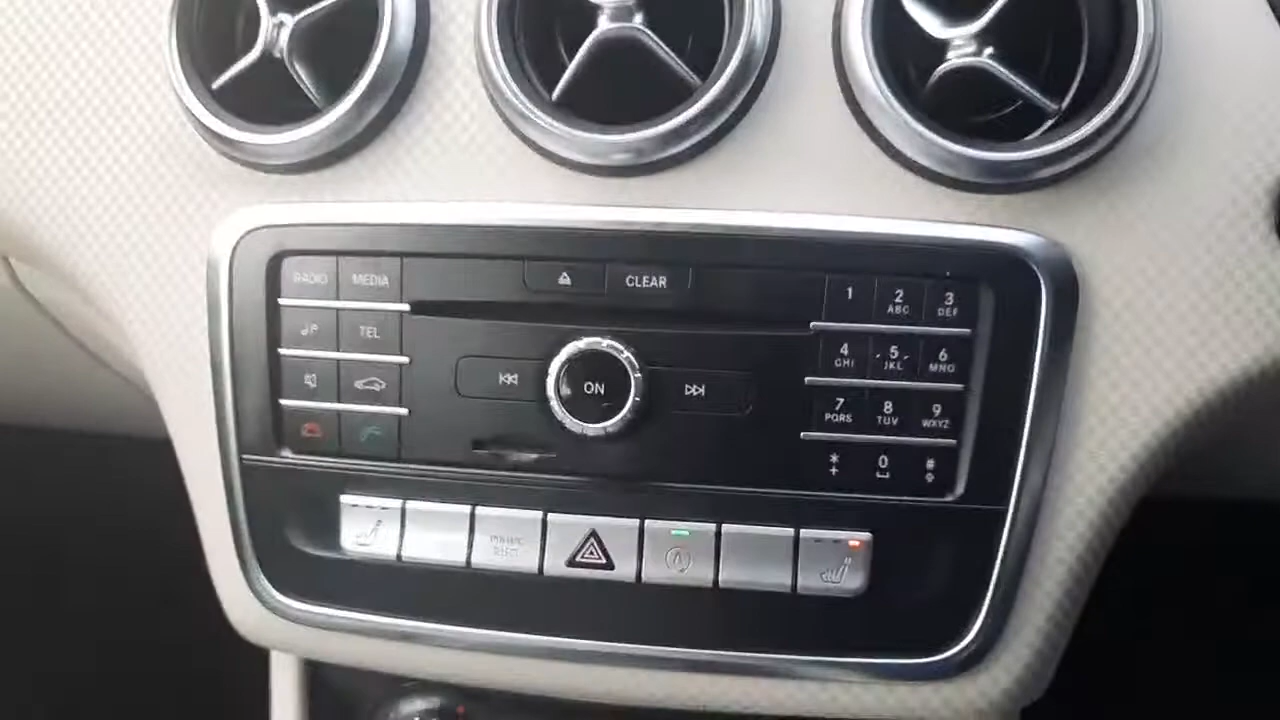 RADIO MEDIA
CLEAR
TEL
ON
1 2 3
ABC DEF
4 5 6
GHI JKL MNO
7 8 9
PQRS TUV WXYZ
* 0 #
+